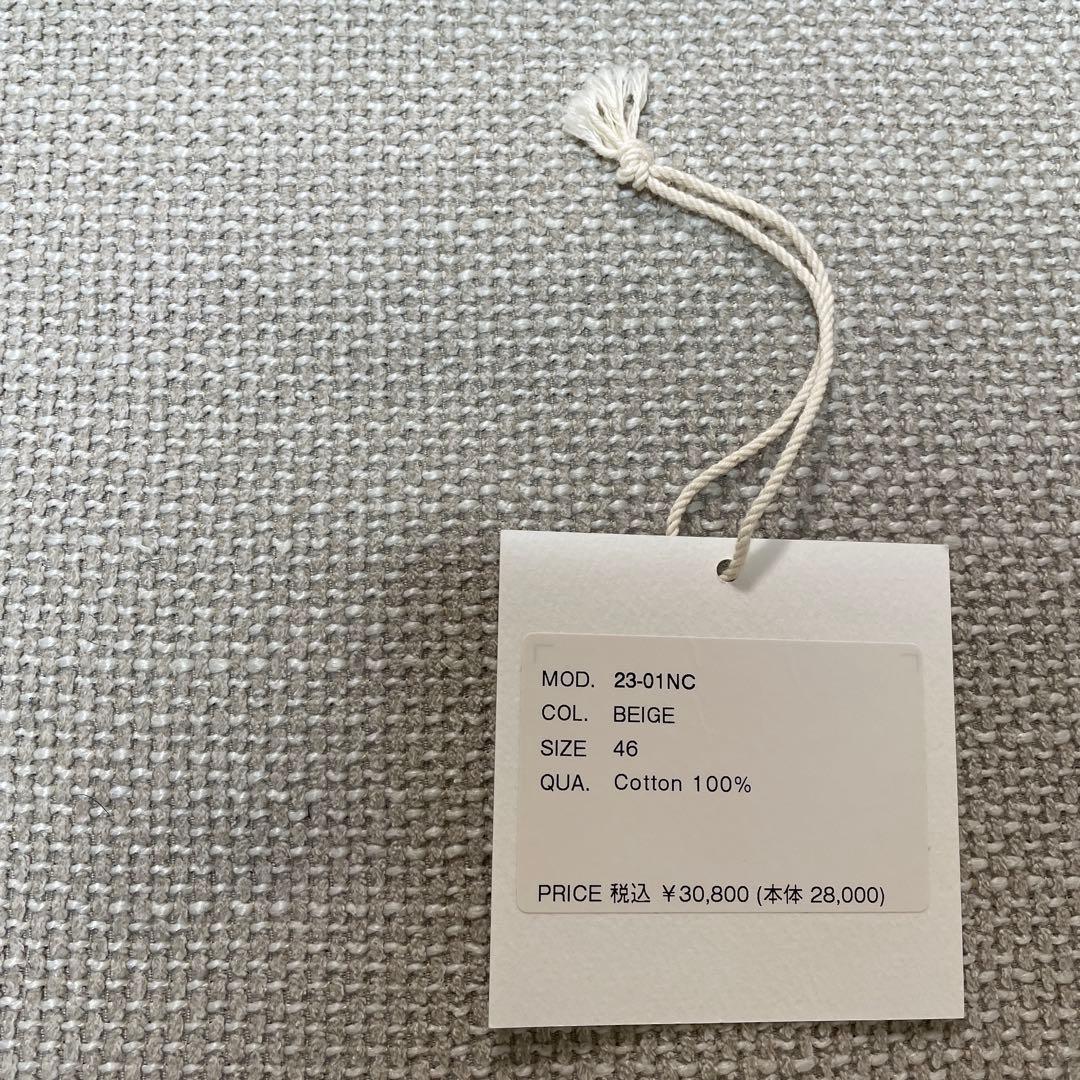 MOD. 23-01NC
COL. BEIGE
SIZE 46
QUA. Cotton 100%
PRICE 税込 ¥30,800 (本体 28,000)